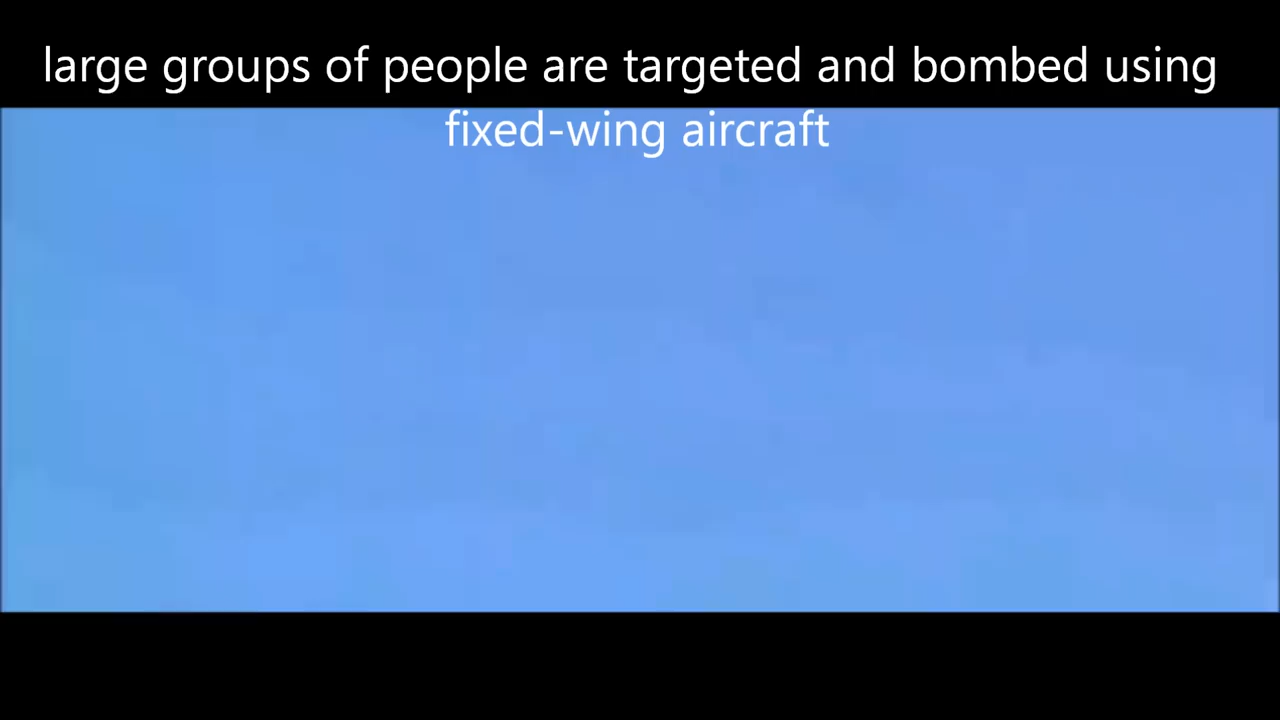 large groups of people are targeted and bombed using
fixed-wing aircraft